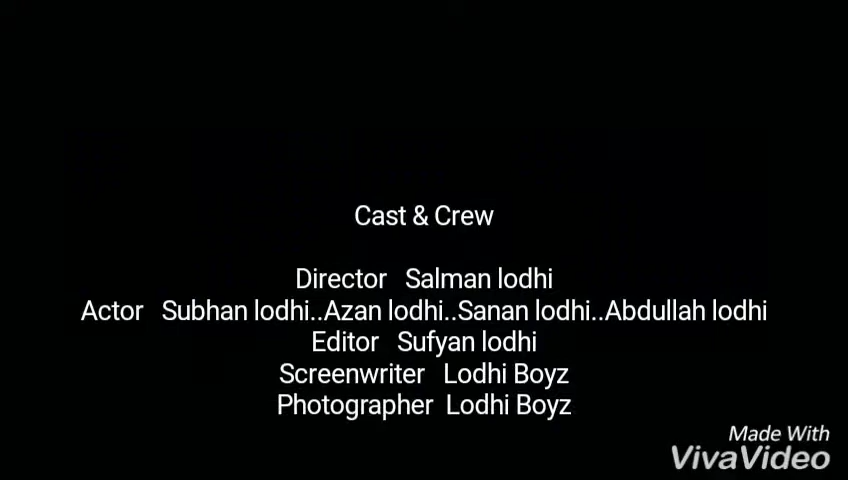 Cast & Crew
Director Salman lodhi
Actor Subhan lodhi..Azan lodhi..Sanan lodhi..Abdullah lodhi
Editor Sufyan lodhi
Screenwriter Lodhi Boyz
Photographer Lodhi Boyz
Made With
VivaVideo